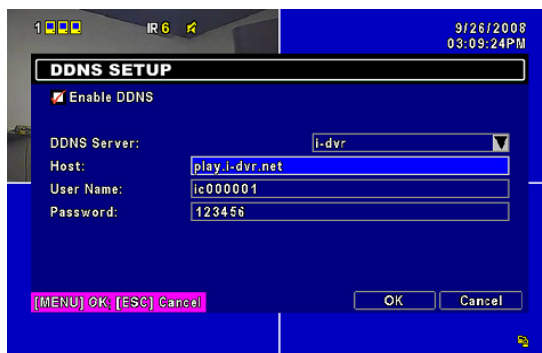 1 IR 6 9/26/2008
03:09:24PM
DDNS SETUP
Enable DDNS
DDNS Server: i-dvr
Host: play.i-dvr.net
User Name: ic000001
Password: 123456
[MENU] OK, [ESC] Cancel OK Cancel